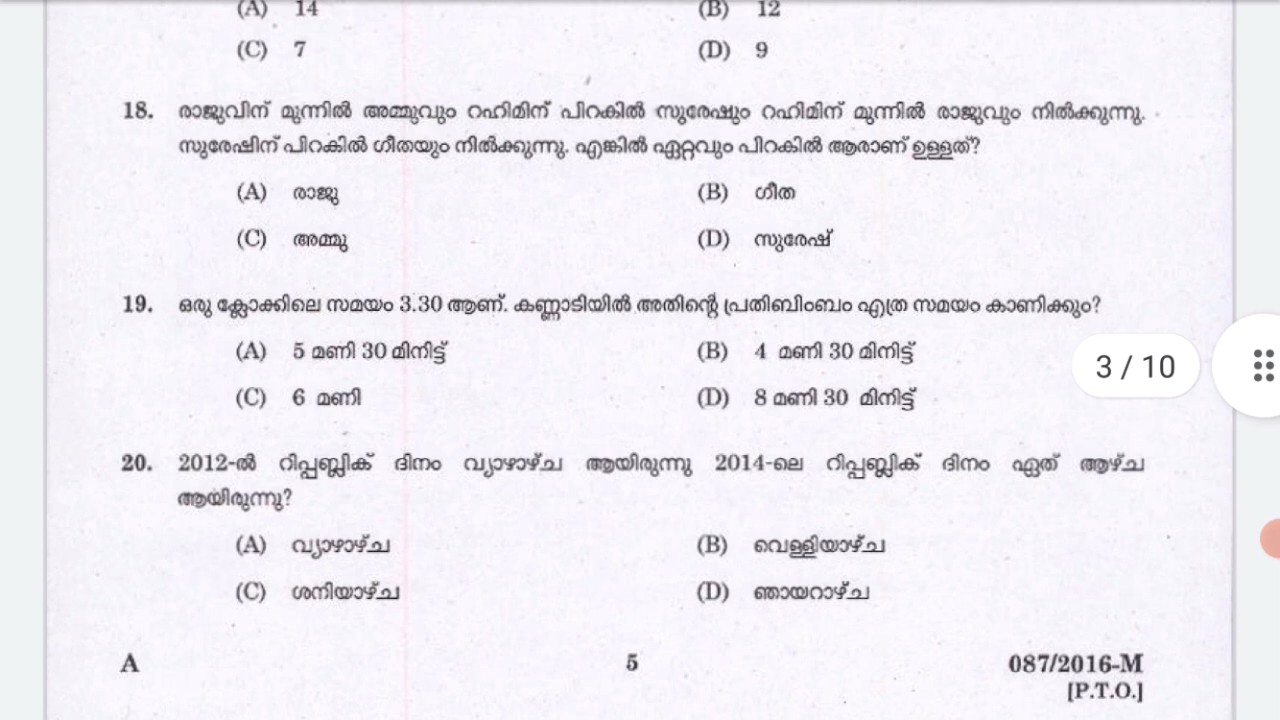 (A) 14 (B) 12
(C) 7 (D) 9
18. രാജുവിന് മുന്നിൽ അമ്മുവും റഹിമിന് പിറകിൽ സുരേഷും റഹിമിന് മുന്നിൽ രാജുവും നിൽക്കുന്നു.
സുരേഷിന് പിറകിൽ ഗീതയും നിൽക്കുന്നു. എങ്കിൽ ഏറ്റവും പിറകിൽ ആരാണ് ഉള്ളത്?
(A) രാജു (B) ഗീത
(C) അമ്മു (D) സുരേഷ്
19. ഒരു ക്ലോക്കിലെ സമയം 3.30 ആണ്. കണ്ണാടിയിൽ അതിന്റെ പ്രതിബിംബം എത്ര സമയം കാണിക്കും?
(A) 5 മണി 30 മിനിട്ട് (B) 4 മണി 30 മിനിട്ട്
3 / 10
(C) 6 മണി (D) 8 മണി 30 മിനിട്ട്
20. 2012-ൽ റിപ്പബ്ലിക് ദിനം വ്യാഴാഴ്ച ആയിരുന്നു 2014-ലെ റിപ്പബ്ലിക് ദിനം ഏത് ആഴ്ച
ആയിരുന്നു?
(A) വ്യാഴാഴ്ച (B) വെള്ളിയാഴ്ച
(C) ശനിയാഴ്ച (D) ഞായറാഴ്ച
A 5 087/2016-M
[P.T.O.]